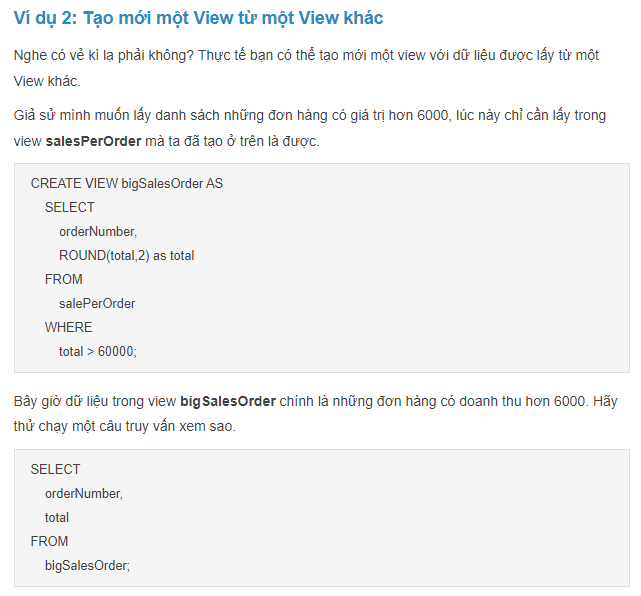 Ví dụ 2: Tạo mới một View từ một View khác
Nghe có vẻ kì lạ phải không? Thực tế bạn có thể tạo mới một view với dữ liệu được lấy từ một
View khác.
Giả sử mình muốn lấy danh sách những đơn hàng có giá trị hơn 6000, lúc này chỉ cần lấy trong
view salesPerOrder mà ta đã tạo ở trên là được.
CREATE VIEW bigSalesOrder AS
SELECT
orderNumber,
ROUND(total,2) as total
FROM
salePerOrder
WHERE
total > 60000;
Bây giờ dữ liệu trong view bigSalesOrder chính là những đơn hàng có doanh thu hơn 6000. Hãy
thử chạy một câu truy vấn xem sao.
SELECT
orderNumber,
total
FROM
bigSalesOrder;